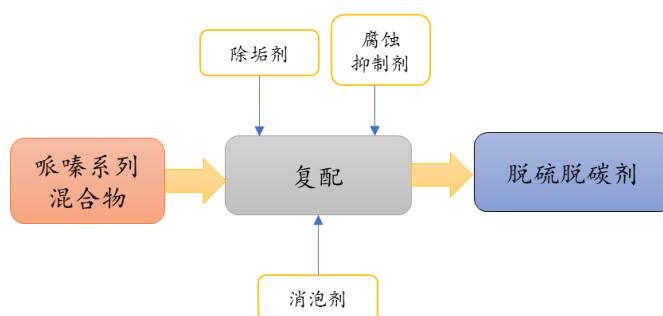 除垢剂
腐蚀
抑制剂
哌嗪系列
混合物
复配
脱硫脱碳剂
消泡剂